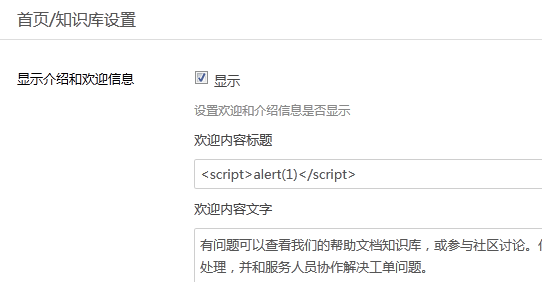 首页/知识库设置
显示介绍和欢迎信息
显示
设置欢迎和介绍信息是否显示
欢迎内容标题
<script>alert(1)</script>
欢迎内容文字
有问题可以查看我们的帮助文档知识库，或参与社区讨论。
处理，并和服务人员协作解决工单问题。